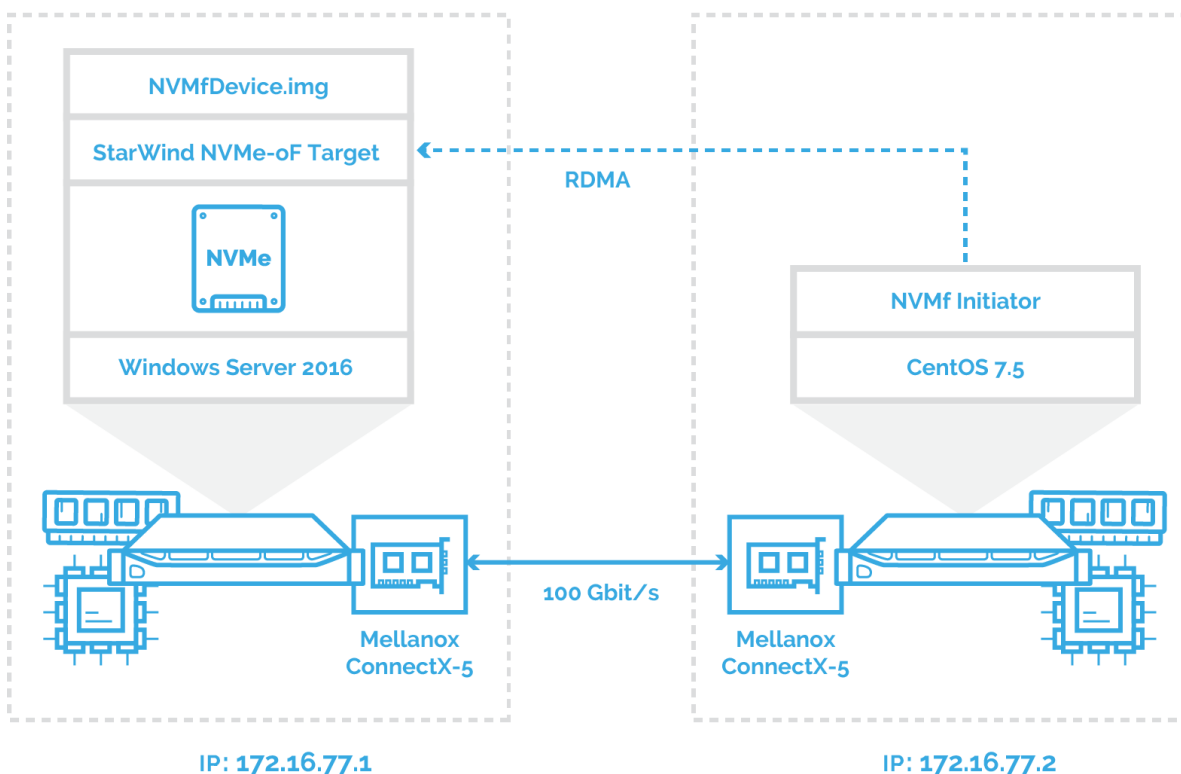 NVMfDevice.img
StarWind NVMe-oF Target
RDMA
NVMe
Windows Server 2016
NVMf Initiator
CentOS 7.5
100 Gbit/s
Mellanox
ConnectX-5
Mellanox
ConnectX-5
IP: 172.16.77.1
IP: 172.16.77.2